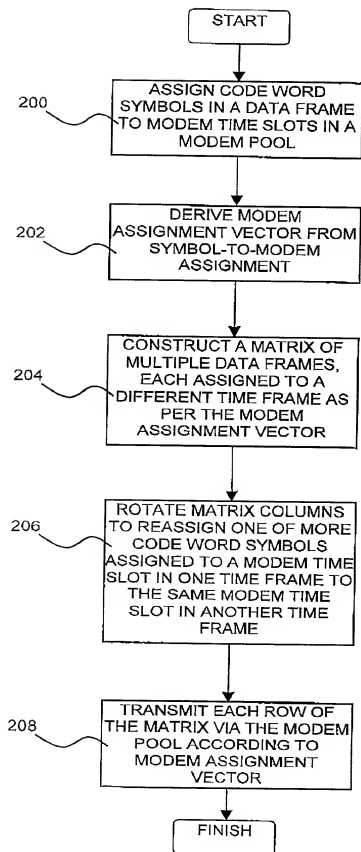 START
200
ASSIGN CODE WORD
SYMBOLS IN A DATA FRAME
TO MODEM TIME SLOTS IN A
MODEM POOL
202
DERIVE MODEM
ASSIGNMENT VECTOR FROM
SYMBOL-TO-MODEM
ASSIGNMENT
204
CONSTRUCT A MATRIX OF
MULTIPLE DATA FRAMES,
EACH ASSIGNED TO A
DIFFERENT TIME FRAME AS
PER THE MODEM
ASSIGNMENT VECTOR
206
ROTATE MATRIX COLUMNS
TO REASSIGN ONE OF MORE
CODE WORD SYMBOLS
ASSIGNED TO A MODEM TIME
SLOT IN ONE TIME FRAME TO
THE SAME MODEM TIME
SLOT IN ANOTHER TIME
FRAME
208
TRANSMIT EACH ROW OF
THE MATRIX VIA THE MODEM
POOL ACCORDING TO
MODEM ASSIGNMENT
VECTOR
FINISH